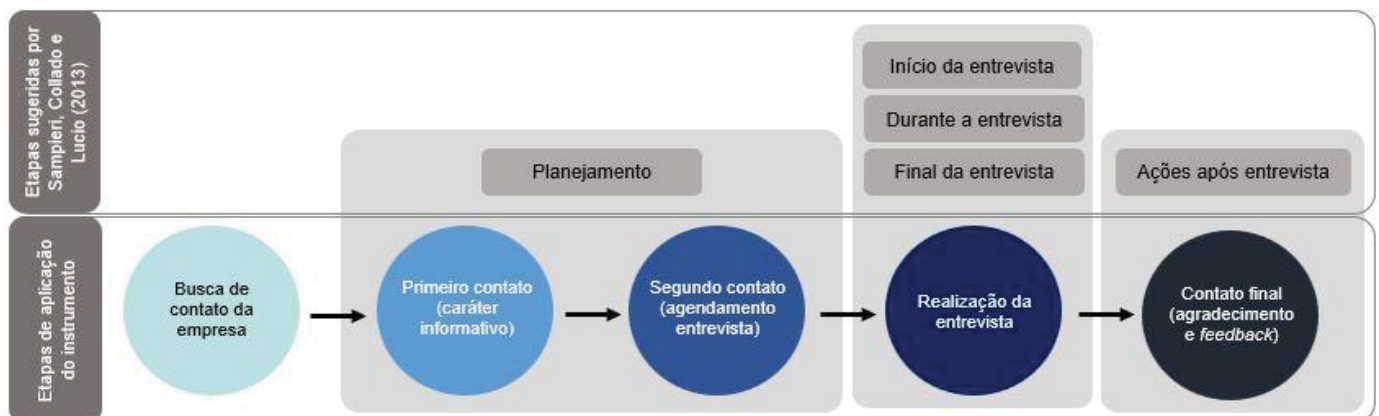 Etapas sugeridas por
Sampieri, Collado e
Lucio (2013)
Início da entrevista
Durante a entrevista
Planejamento
Final da entrevista
Ações após entrevista
Etapas de aplicação
do instrumento
Busca de
contato da
empresa
Primeiro contato
(caráter
informativo)
Segundo contato
(agendamento
entrevista)
Realização da
entrevista
Contato final
(agradecimento
e feedback)